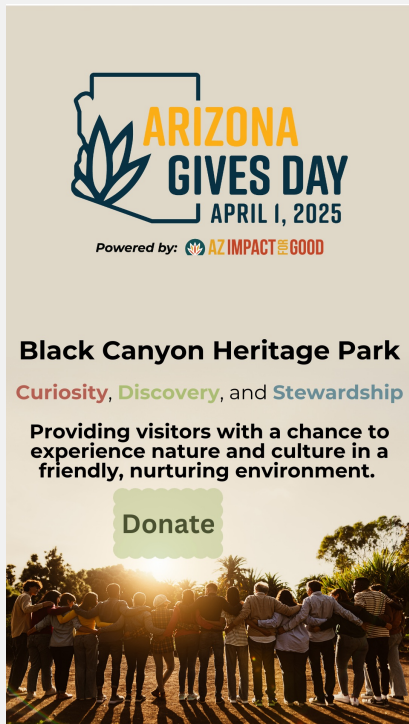 ARIZONA
GIVES DAY
APRIL 1, 2025
Powered by: AZ IMPACT FOR GOOD
Black Canyon Heritage Park
Curiosity, Discovery, and Stewardship
Providing visitors with a chance to
experience nature and culture in a
friendly, nurturing environment.
Donate